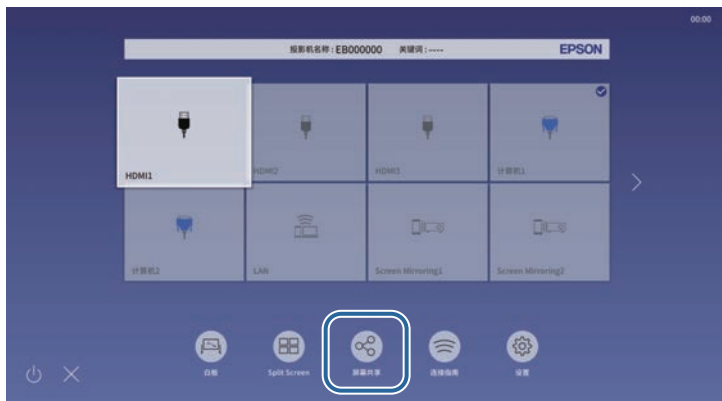 00:00
投影机名称 : EB000000 关键词 : ---- EPSON
HDMI1 HDMI2 HDMI3 计算机1
计算机2 LAN Screen Mirroring1 Screen Mirroring2
白板 Split Screen 屏幕共享 连接指南 设置